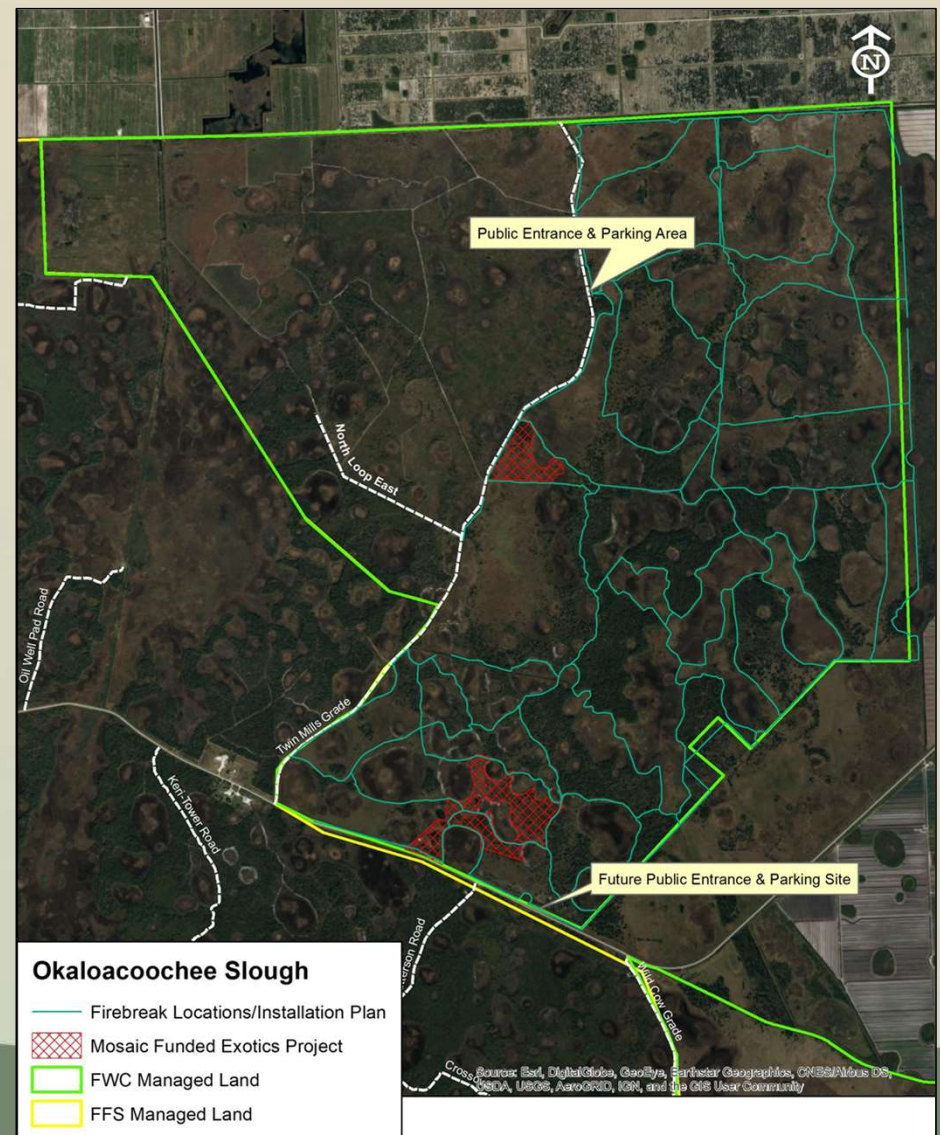 N
Public Entrance & Parking Area
North Loop East
Oil Well Pad Road
Twin Mills Grade
Keri-Tower Road
Future Public Entrance & Parking Site
Wild Cow Grade
Okaloacoochee Slough
Firebreak Locations/Installation Plan
Mosaic Funded Exotics Project
FWC Managed Land
FFS Managed Land
Road
Source: Esri, DigitalGlobe, GeoEye, Earthstar Geographics, CNES/Airbus DS,
USDA, USGS, AeroGRID, IGN, and the GIS User Community